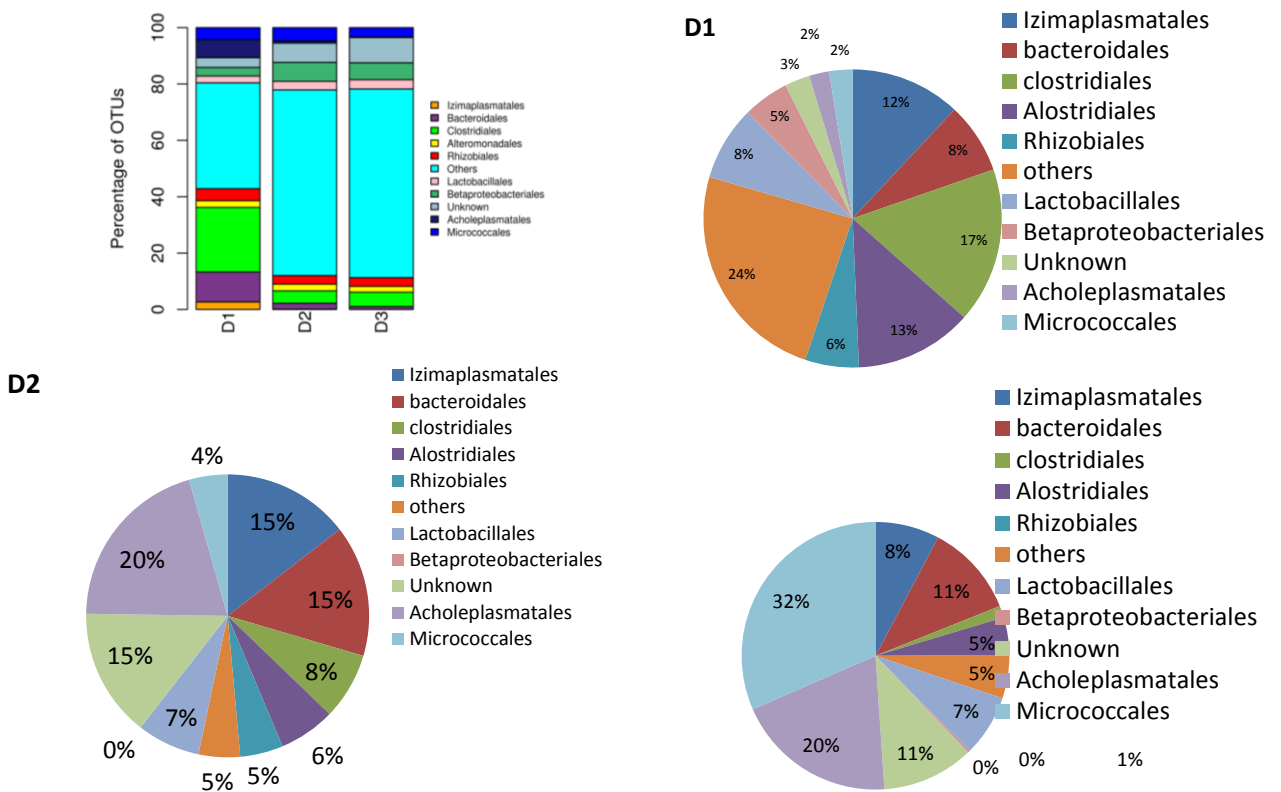 Percentage of OTUs
100
80
60
40
20
0
D1
D2
D3
Izimaplasmatales
Bacteroidales
Clostridiales
Alteromonadales
Rhizobiales
Others
Lactobacillales
Betaproteobacteriales
Unknown
Acholeplasmatales
Micrococcales
D1
12%
8%
17%
13%
6%
24%
8%
5%
3%
2%
2%
Izimaplasmatales
bacteroidales
clostridiales
Alostridiales
Rhizobiales
others
Lactobacillales
Betaproteobacteriales
Unknown
Acholeplasmatales
Micrococcales
D2
15%
15%
8%
6%
5%
5%
7%
0%
15%
20%
4%
Izimaplasmatales
bacteroidales
clostridiales
Alostridiales
Rhizobiales
others
Lactobacillales
Betaproteobacteriales
Unknown
Acholeplasmatales
Micrococcales
8%
11%
5%
5%
7%
0%
0%
1%
11%
20%
32%
Izimaplasmatales
bacteroidales
clostridiales
Alostridiales
Rhizobiales
others
Lactobacillales
Betaproteobacteriales
Unknown
Acholeplasmatales
Micrococcales